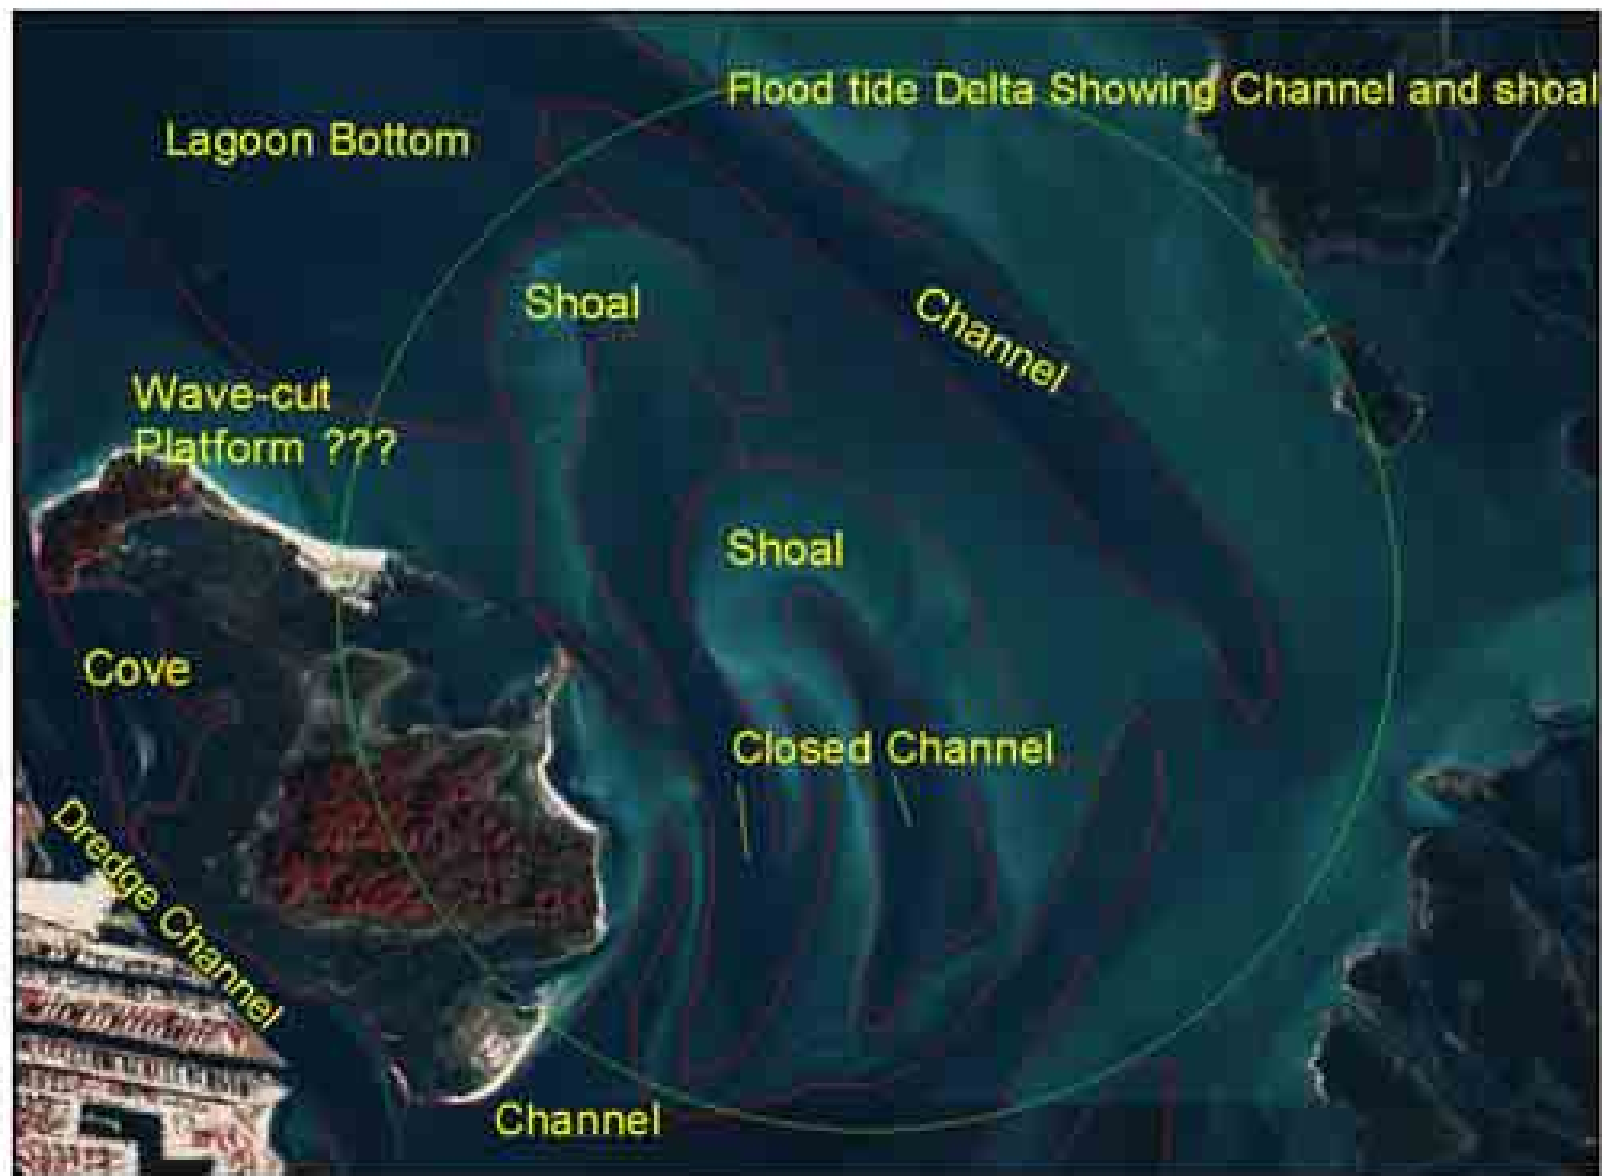 Flood tide Delta Showing Channel and shoal
Lagoon Bottom
Shoal
Channel
Wave-cut
Platform ???
Shoal
Cove
Closed Channel
Dredge Channel
Channel